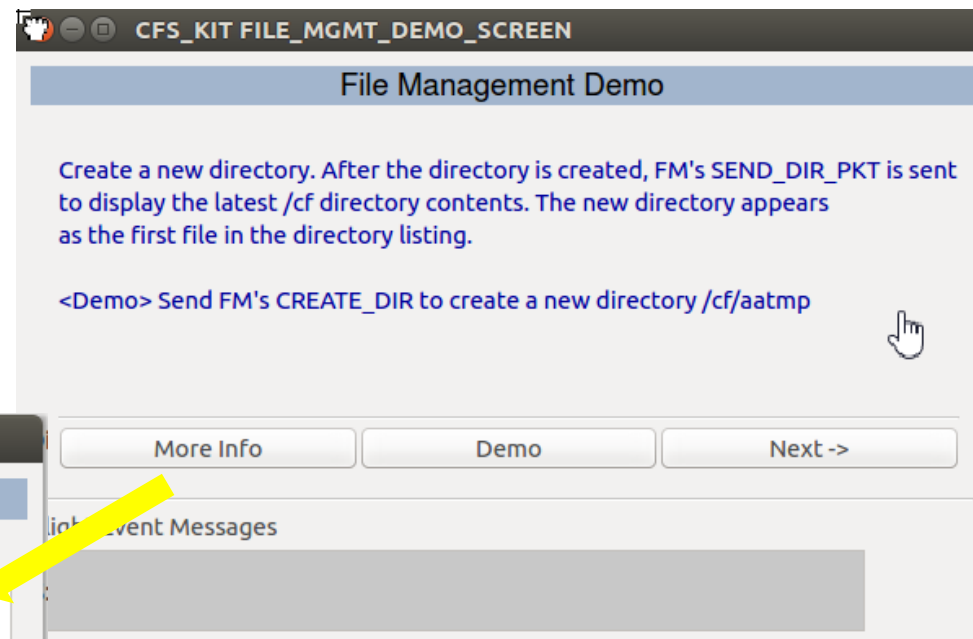 CFS_KIT FILE_MGMT_DEMO_SCREEN
File Management Demo
Create a new directory. After the directory is created, FM's SEND_DIR_PKT is sent
to display the latest /cf directory contents. The new directory appears
as the first file in the directory listing.
<Demo> Send FM's CREATE_DIR to create a new directory /cf/aatmp
More Info
Demo
Next ->
Event Messages